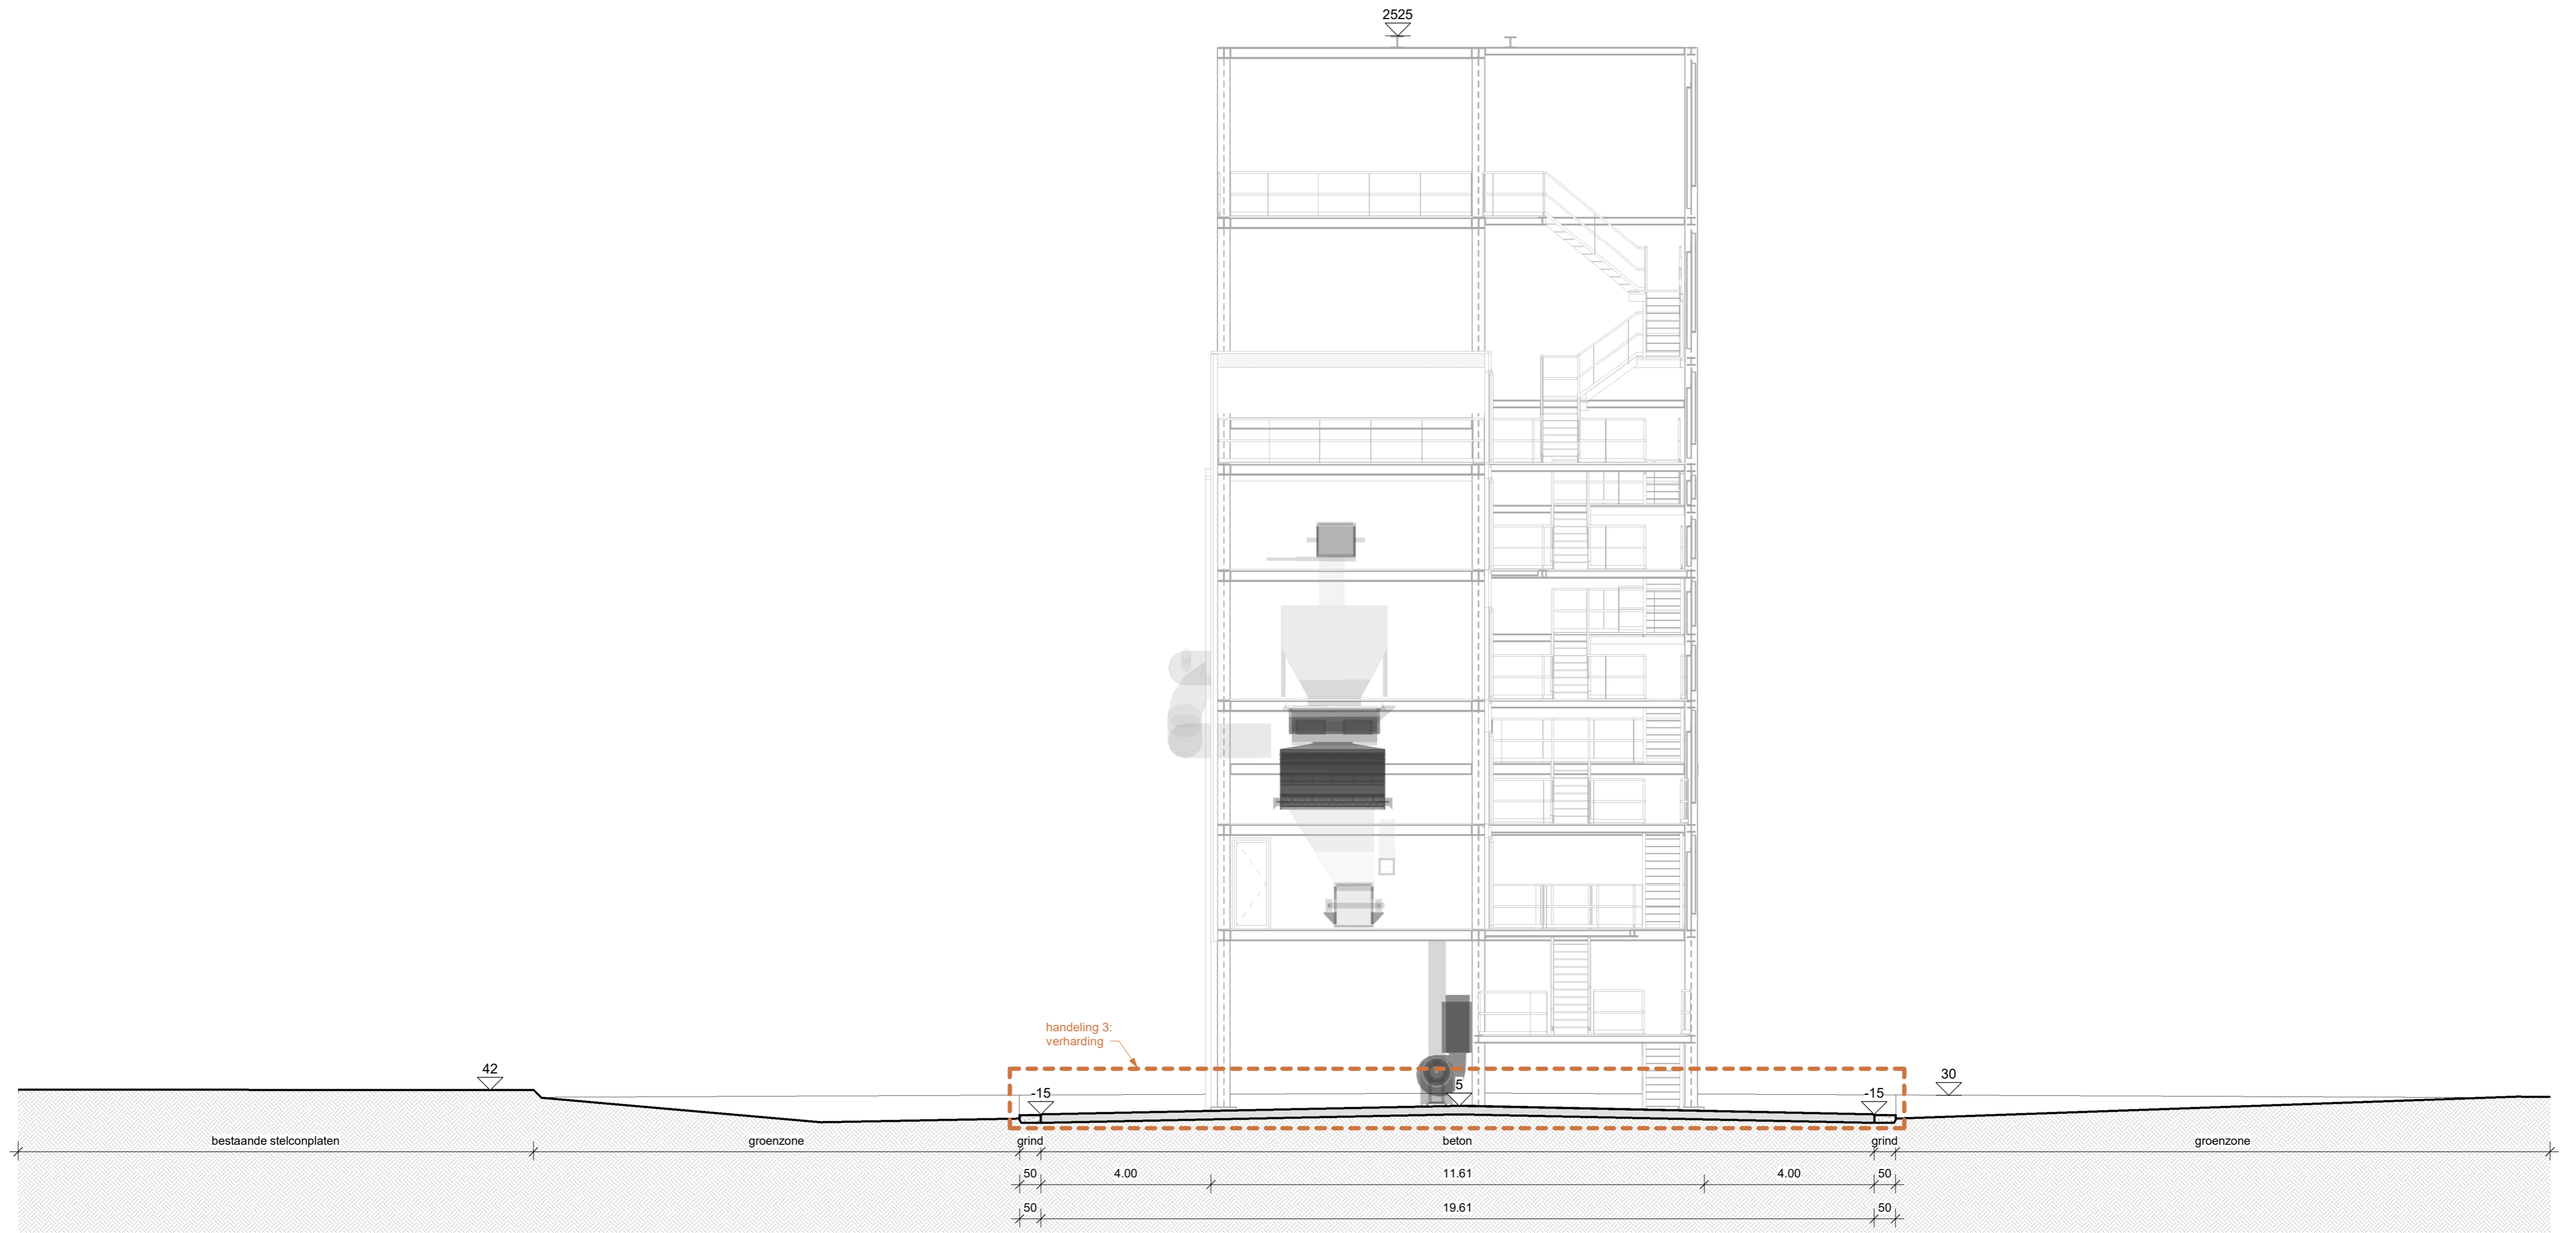 2525
handeling 3:
verharding
42
-15
5
-15
30
bestaande stelconplaten
groenzone
grind
beton
grind
groenzone
50
4.00
11.61
4.00
50
50
19.61
50